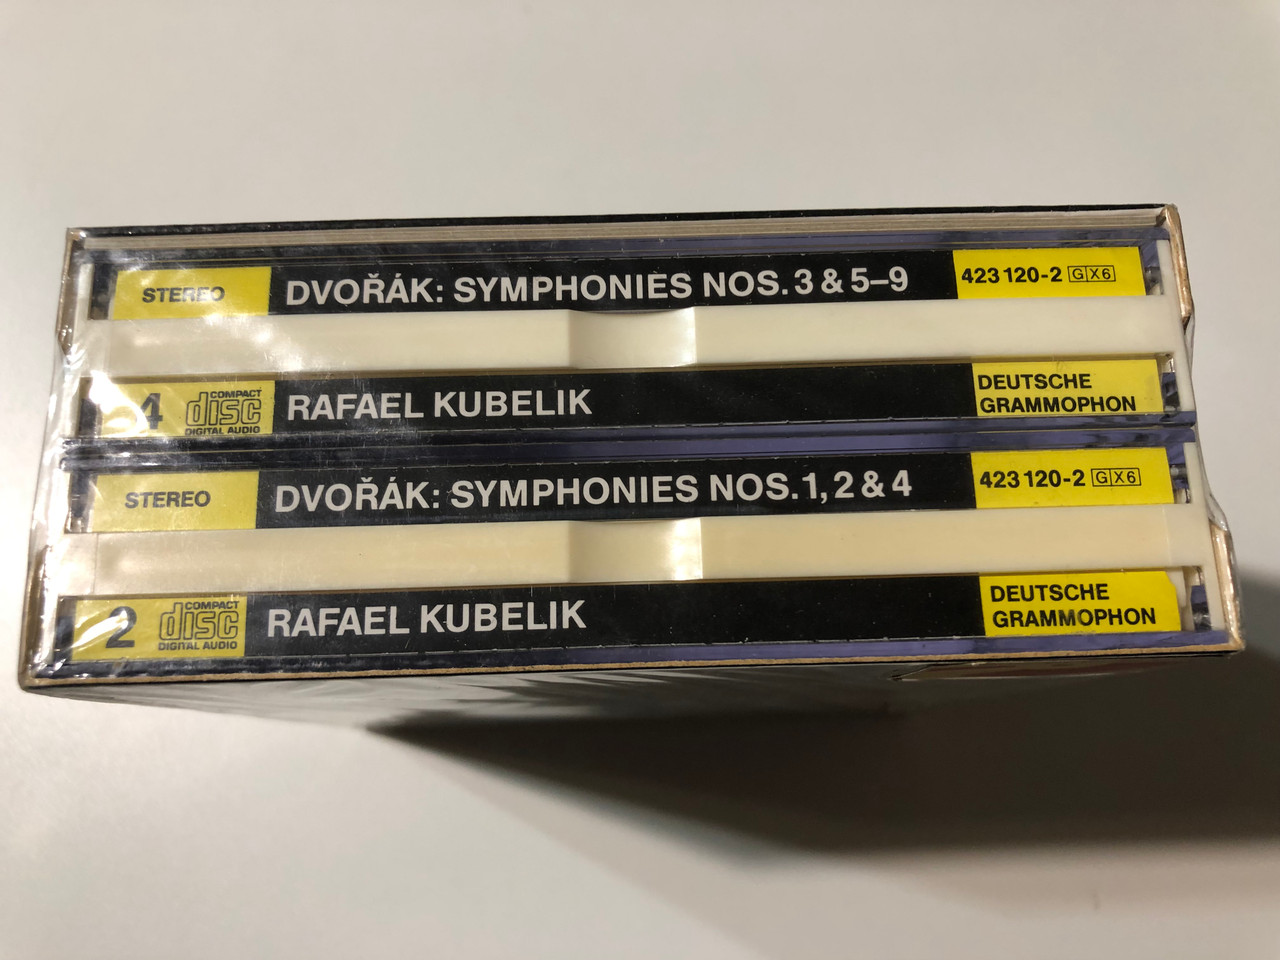 STEREO DVOŘÁK: SYMPHONIES NOS. 3 & 5–9 423 120-2 GX6
4 COMPACT disc DIGITAL AUDIO RAFAEL KUBELIK DEUTSCHE GRAMMOPHON
STEREO DVOŘÁK: SYMPHONIES NOS. 1, 2 & 4 423 120-2 GX6
2 COMPACT disc DIGITAL AUDIO RAFAEL KUBELIK DEUTSCHE GRAMMOPHON